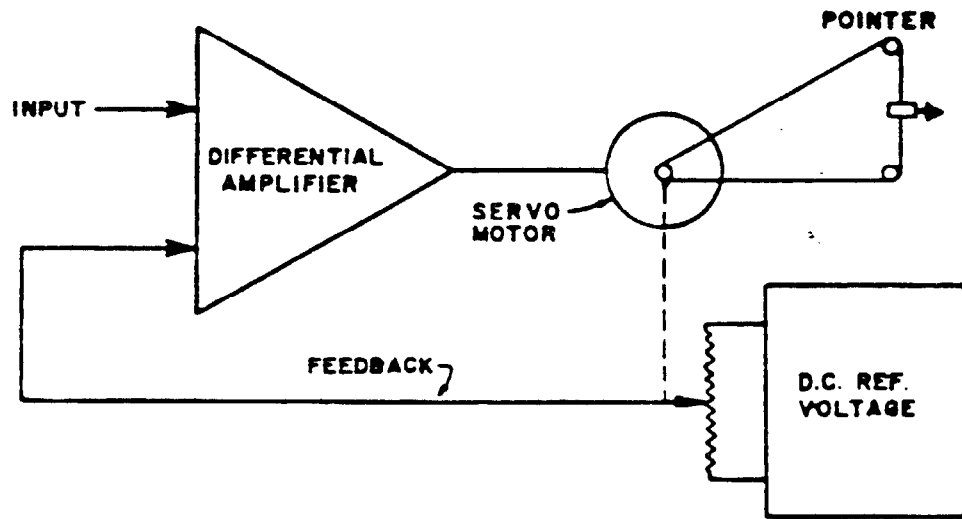 POINTER
INPUT
DIFFERENTIAL
AMPLIFIER
SERVO
MOTOR
FEEDBACK
D.C. REF.
VOLTAGE